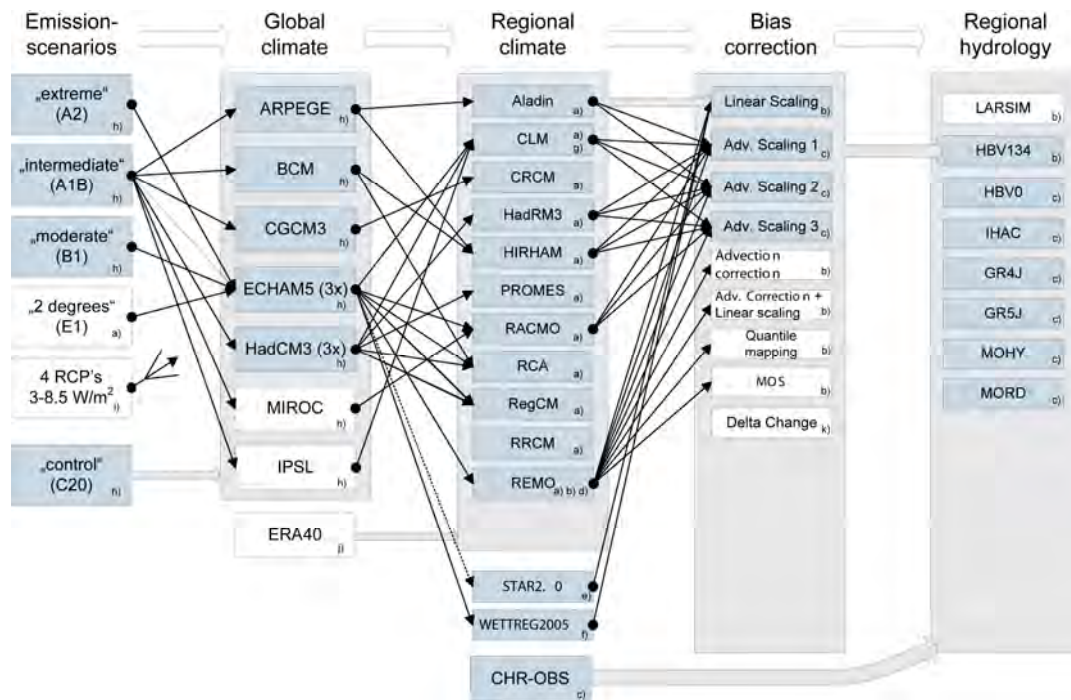 Emission-
scenarios
Global
climate
Regional
climate
Bias
correction
Regional
hydrology
„extreme“
(A2)
h)
„intermediate“
(A1B)
h)
„moderate“
(B1)
h)
„2 degrees“
(E1)
a)
4 RCP's
3-8.5 W/m²
i)
„control“
(C20)
h)
ARPEGE
h)
BCM
h)
CGCM3
h)
ECHAM5 (3x)
h)
HadCM3 (3x)
h)
MIROC
h)
IPSL
h)
ERA40
j)
Aladin
a)
CLM
a)
g)
CRCM
a)
HadRM3
a)
HIRHAM
a)
PROMES
a)
RACMO
a)
RCA
a)
RegCM
a)
RRCM
a)
REMO
a) b) d)
STAR2. 0
e)
WETTREG2005
f)
CHR-OBS
c)
Linear Scaling
b)
Adv. Scaling 1
c)
Adv. Scaling 2
c)
Adv. Scaling 3
c)
Advection
correction
b)
Adv. Correction +
Linear scaling
b)
Quantile
mapping
b)
MOS
b)
Delta Change
k)
LARSIM
b)
HBV134
b)
HBV0
c)
IHAC
c)
GR4J
c)
GR5J
c)
MOHY
c)
MORD
c)